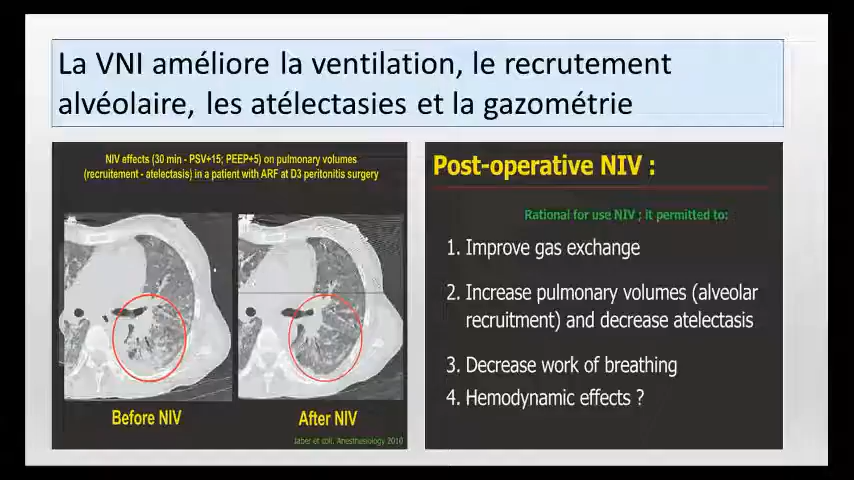 La VNI améliore la ventilation, le recrutement
alvéolaire, les atélectasies et la gazométrie
NIV effects (30 min - PSV+15; PEEP+5) on pulmonary volumes
(recruitment - atelectasis) in a patient with ARF at D3 peritonitis surgery
Before NIV
After NIV
Jaber et coll. Anesthesiology 2010
Post-operative NIV :
Rational for use NIV ; it permitted to:
1. Improve gas exchange
2. Increase pulmonary volumes (alveolar
recruitment) and decrease atelectasis
3. Decrease work of breathing
4. Hemodynamic effects ?